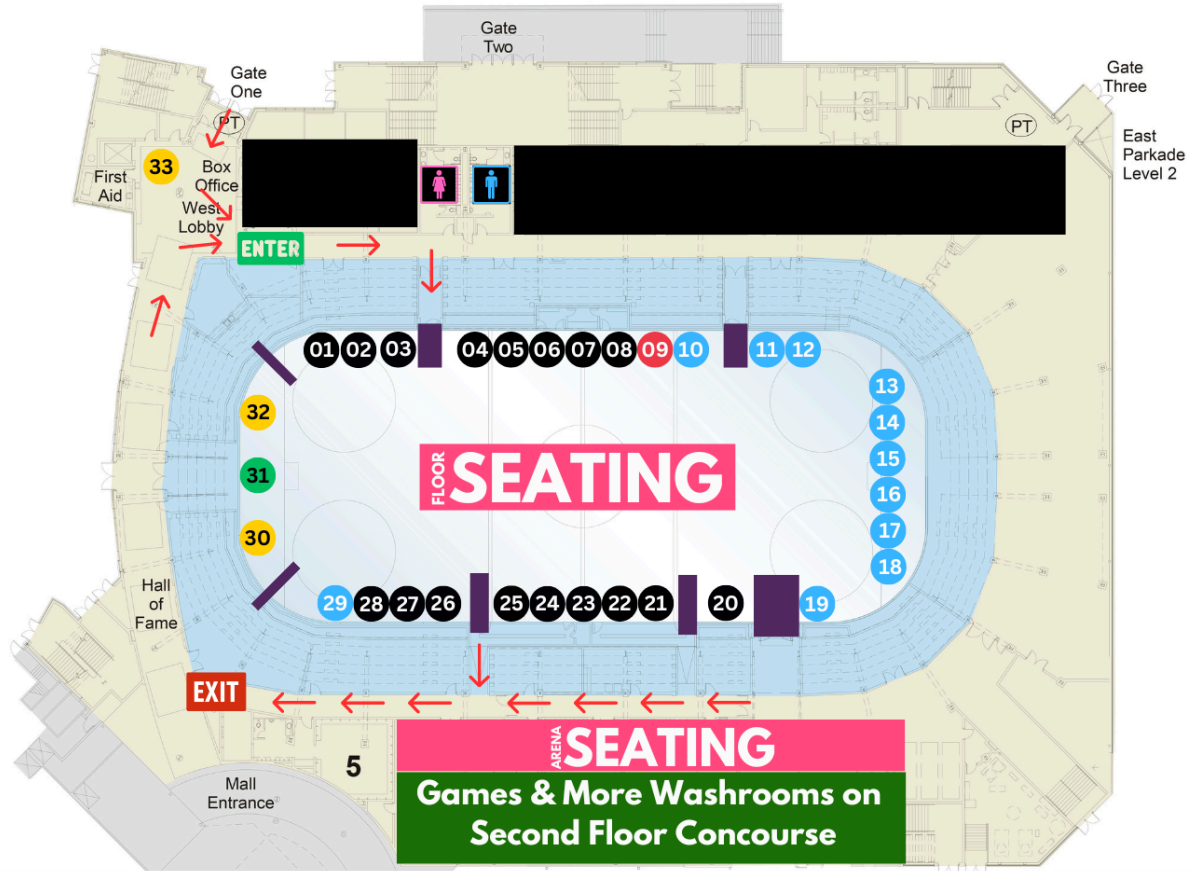 Gate
Two
Gate
One
Gate
Three
PT
PT
East
Parkade
Level 2
33
First
Aid
Box
Office
West
Lobby
ENTER
01 02 03 04 05 06 07 08 09 10 11 12
13
14
15
16
17
18
32
31
30
FLOOR SEATING
29 28 27 26 25 24 23 22 21 20 19
Hall
of
Fame
EXIT
5
Mall
Entrance
ARENA SEATING
Games & More Washrooms on
Second Floor Concourse